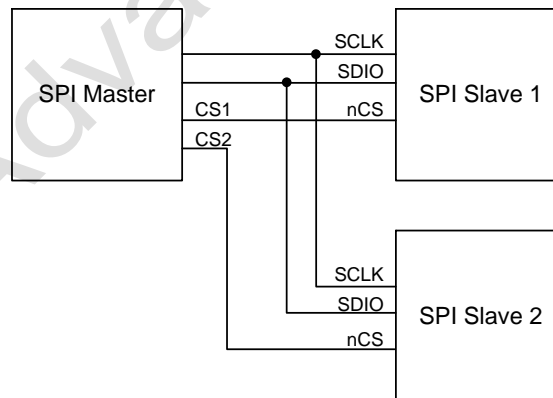 SCLK
SDIO
SPI Master
SPI Slave 1
CS1
nCS
CS2
SCLK
SDIO
SPI Slave 2
nCS